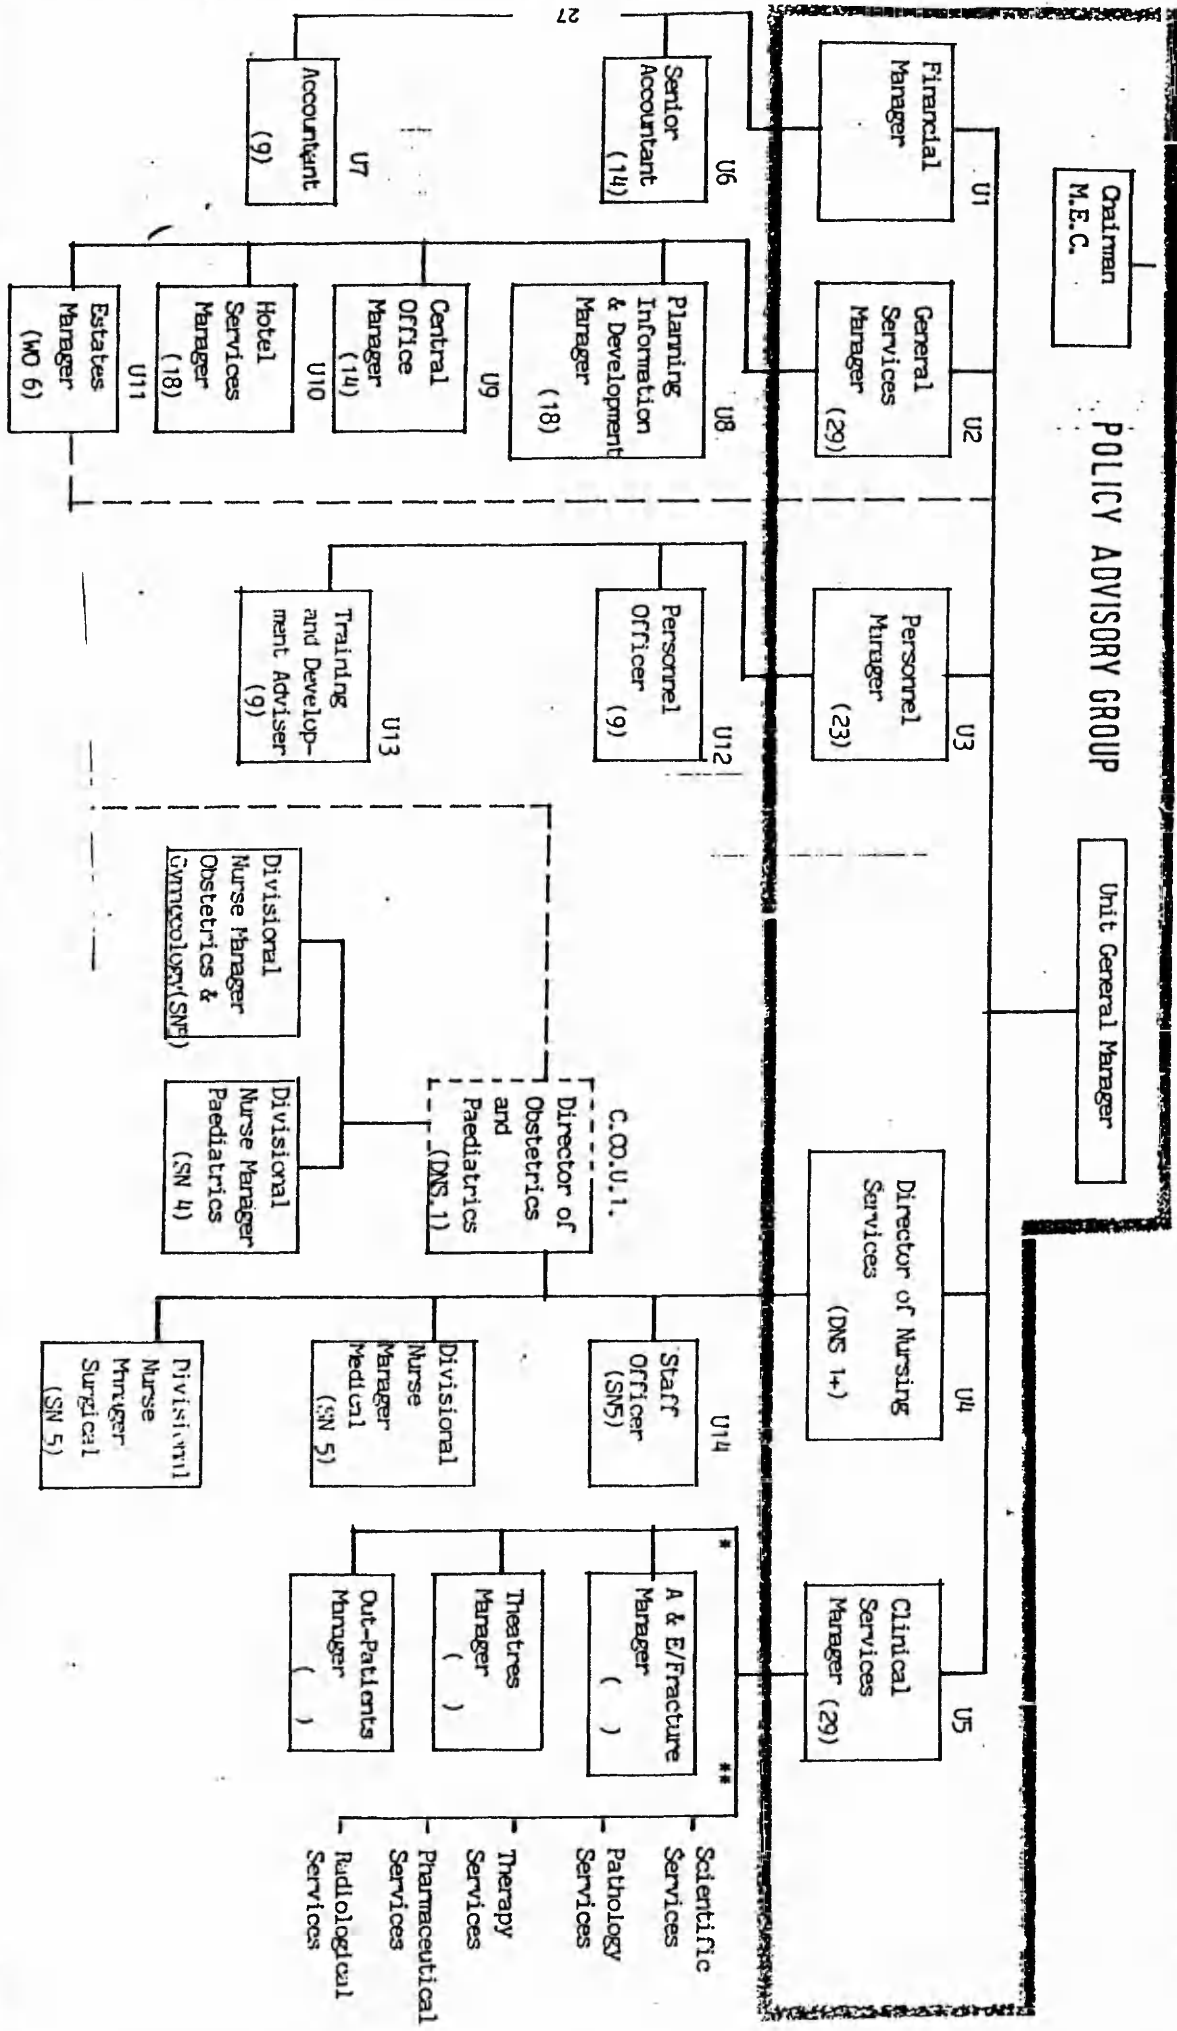 POLICY ADVISORY GROUP
Chairman
M.E.C.
Unit General Manager
U1
Financial
Manager
U2
General
Services
Manager
(29)
U3
Personnel
Manager
(23)
U4
Director of Nursing
Services
(DNS 1+)
U5
Clinical
Services
Manager (29)
27
U6
Senior
Accountant
(14)
U7
Accountant
(9)
U8
Planning
Information
& Development
Manager
(18)
U9
Central
Office
Manager
(14)
U10
Hotel
Services
Manager
(18)
U11
Estates
Manager
(WO 6)
U12
Personnel
Officer
(9)
U13
Training
and Develop-
ment Adviser
(9)
C.O.U.1.
Director of
Obstetrics
and
Paediatrics
(DNS.1)
Divisional
Nurse Manager
Obstetrics &
Gynaecology(SN5)
Divisional
Nurse Manager
Paediatrics
(SN 4)
U14
Staff
Officer
(SN5)
Divisional
Nurse
Manager
Medical
(SN 5)
Divisional
Nurse
Manager
Surgical
(SN 5)
*
A & E/Fracture
Manager
( )
Theatres
Manager
( )
Out-Patients
Manager
( )
**
Scientific
Services
Pathology
Services
Therapy
Services
Pharmaceutical
Services
Radiological
Services